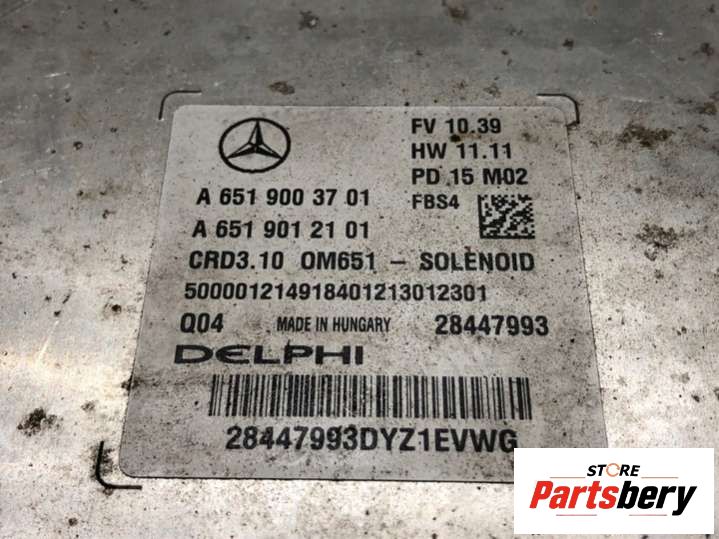 FV 10.39
HW 11.11
PD 15 M02
FBS4
A 651 900 37 01
A 651 901 21 01
CRD3.10 OM651 - SOLENOID
5000012149184012130123​01
Q04 MADE IN HUNGARY 28447993
DELPHI
28447993DYZ1EVWG
STORE
Partsbery